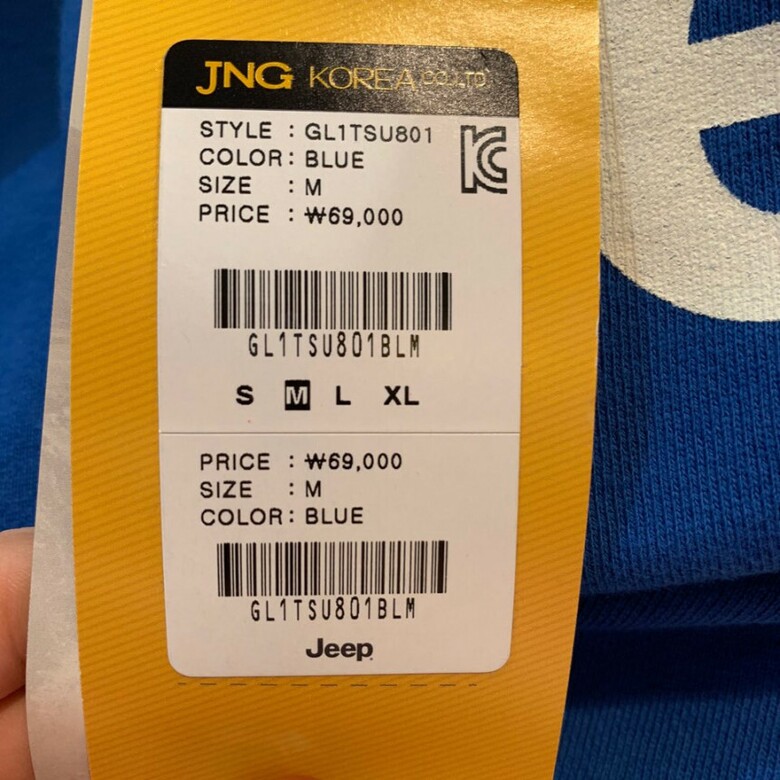 JNG KOREA CO.,LTD
STYLE : GL1TSU801
COLOR : BLUE
SIZE : M
PRICE : ₩69,000
GL1TSU801BLM
S M L XL
PRICE : ₩69,000
SIZE : M
COLOR : BLUE
GL1TSU801BLM
Jeep